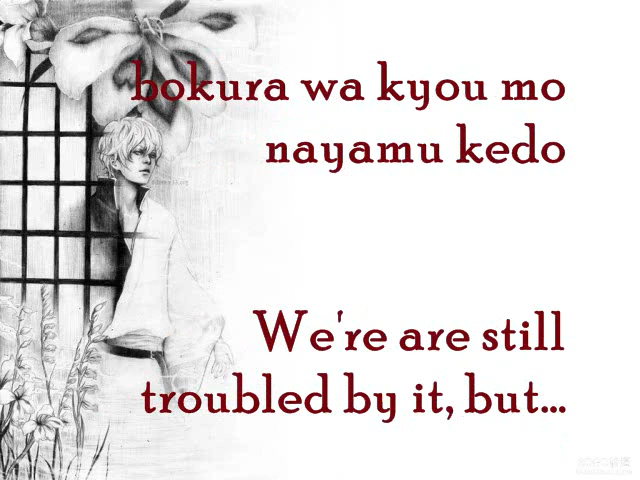 bokura wa kyou mo
nayamu kedo
We're are still
troubled by it, but...